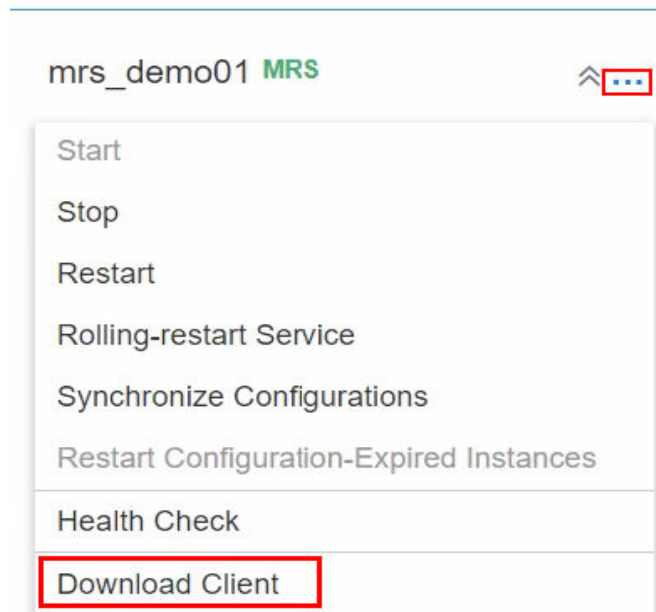 mrs_demo01 MRS
Start
Stop
Restart
Rolling-restart Service
Synchronize Configurations
Restart Configuration-Expired Instances
Health Check
Download Client